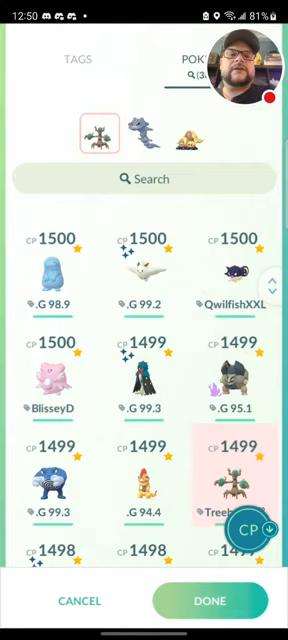 12:50
81%
TAGS
POK
(3
Search
CP 1500
CP 1500
CP 1500
.G 98.9
.G 99.2
QwilfishXXL
CP 1500
CP 1499
CP 1499
BlisseyD
.G 99.3
.G 95.1
CP 1499
CP 1499
CP 1499
.G 99.3
.G 94.4
CP 1498
CP 1498
CP
CP
CANCEL
DONE